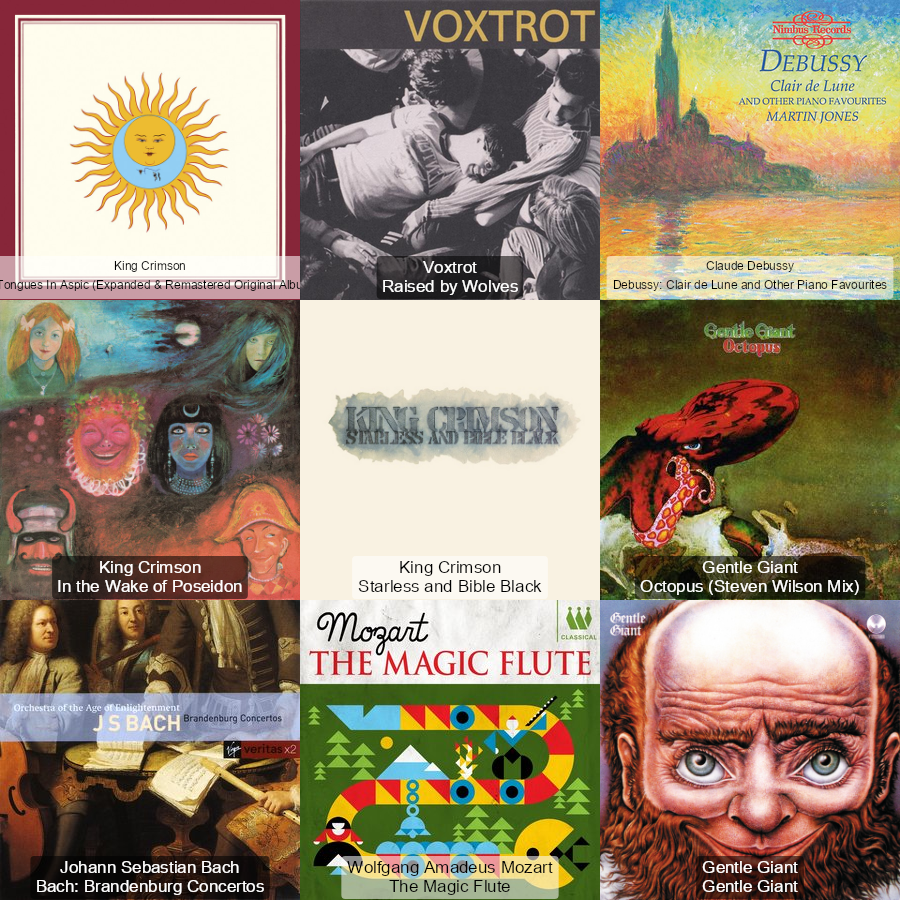 King Crimson
Tongues In Aspic (Expanded & Remastered Original Albu
VOXTROT
Voxtrot
Raised by Wolves
Nimbus Records
DEBUSSY
Clair de Lune
AND OTHER PIANO FAVOURITES
MARTIN JONES
Claude Debussy
Debussy: Clair de Lune and Other Piano Favourites
King Crimson
In the Wake of Poseidon
KING CRIMSON
STARLESS AND BIBLE BLACK
King Crimson
Starless and Bible Black
Gentle Giant
Octopus
Gentle Giant
Octopus (Steven Wilson Mix)
Orchestra of the Age of Enlightenment
J S BACH Brandenburg Concertos
Virgin veritas x2
Johann Sebastian Bach
Bach: Brandenburg Concertos
Mozart
CLASSICAL
THE MAGIC FLUTE
Wolfgang Amadeus Mozart
The Magic Flute
Gentle
Giant
Gentle Giant
Gentle Giant